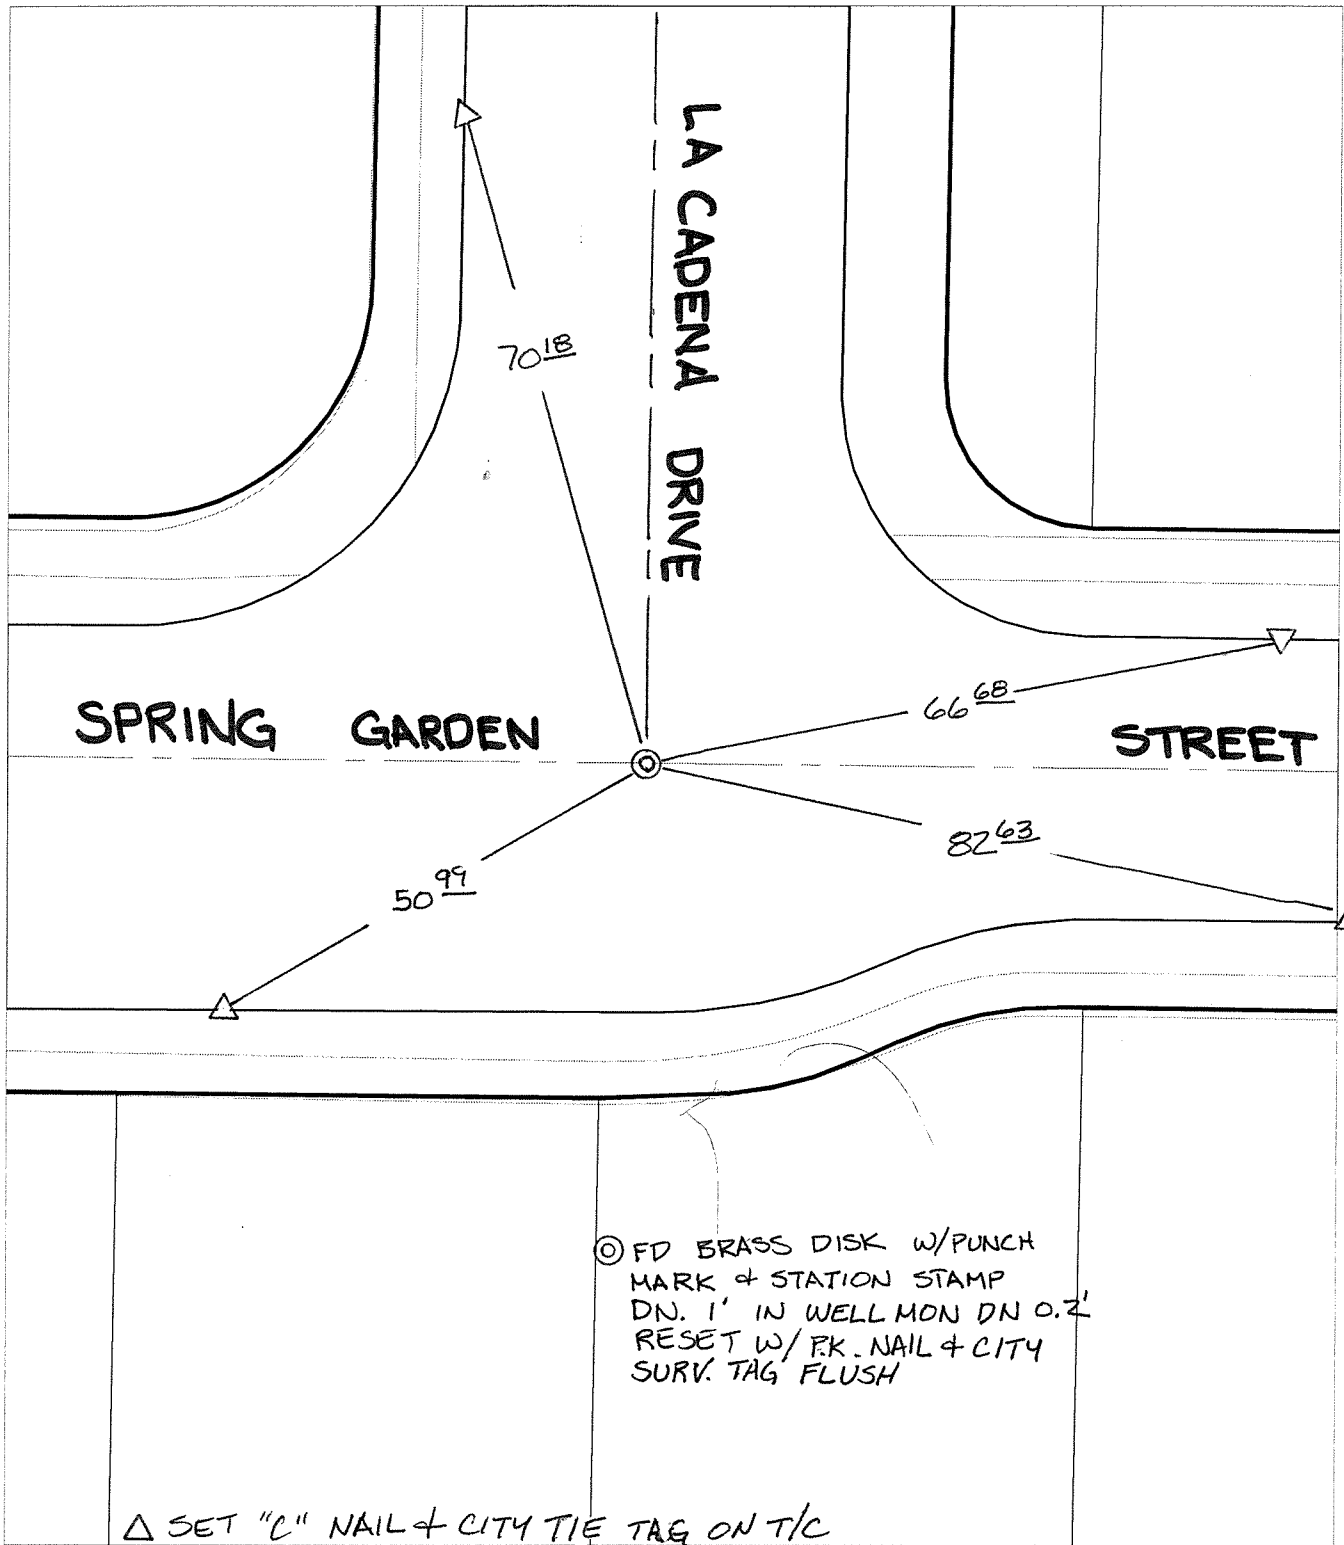 LA CADENA DRIVE
70 18
SPRING GARDEN STREET
66 68
82 63
50 99
FD BRASS DISK W/PUNCH
MARK & STATION STAMP
DN. 1' IN WELL MON DN 0.2'
RESET W/ P.K. NAIL & CITY
SURV. TAG FLUSH
SET "C" NAIL & CITY TIE TAG ON T/C